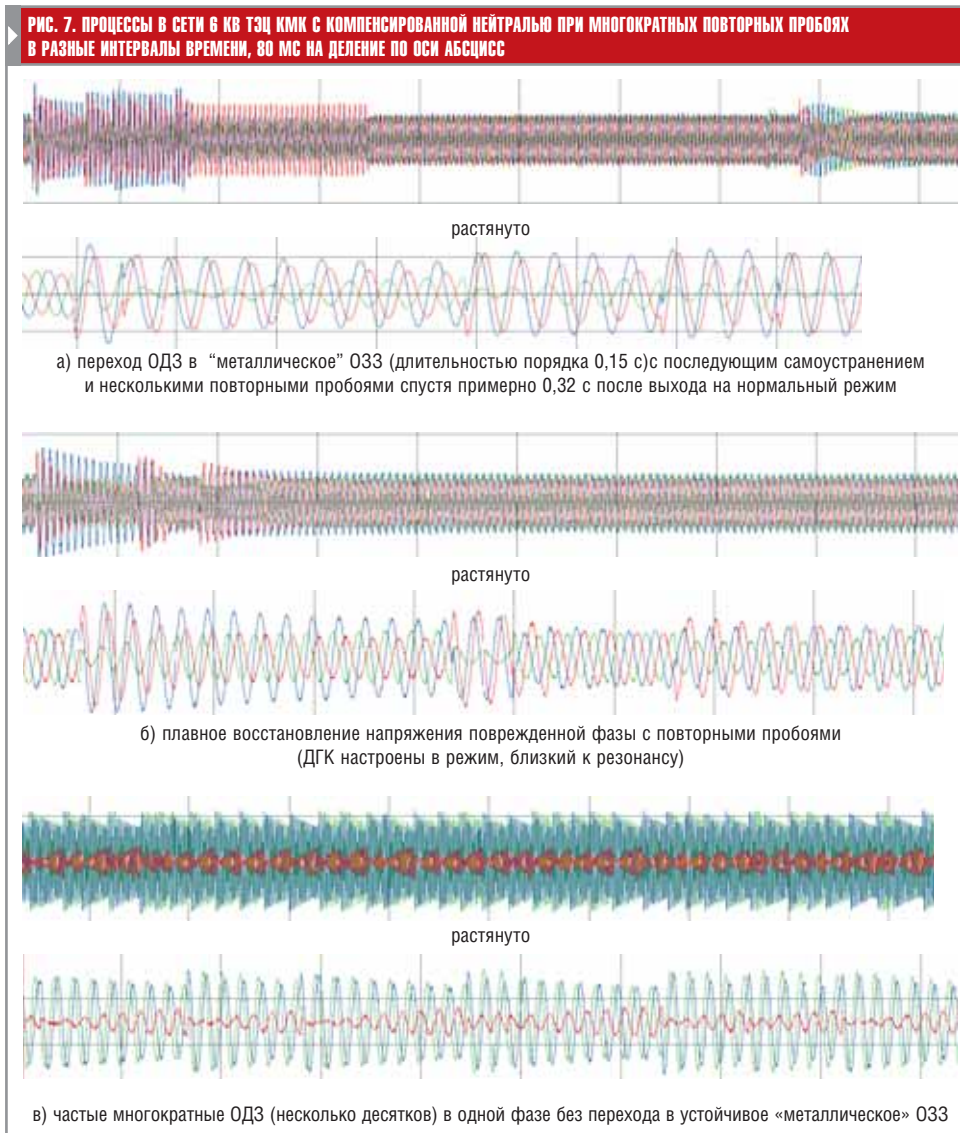 РИС. 7. ПРОЦЕССЫ В СЕТИ 6 КВ ТЭЦ КМК С КОМПЕНСИРОВАННОЙ НЕЙТРАЛЬЮ ПРИ МНОГОКРАТНЫХ ПОВТОРНЫХ ПРОБОЯХ
В РАЗНЫЕ ИНТЕРВАЛЫ ВРЕМЕНИ, 80 МС НА ДЕЛЕНИЕ ПО ОСИ АБСЦИСС
растянуто
а) переход ОДЗ в “металлическое” ОЗЗ (длительностью порядка 0,15 с)с последующим самоустранением
и несколькими повторными пробоями спустя примерно 0,32 с после выхода на нормальный режим
растянуто
б) плавное восстановление напряжения поврежденной фазы с повторными пробоями
(ДГК настроены в режим, близкий к резонансу)
растянуто
в) частые многократные ОДЗ (несколько десятков) в одной фазе без перехода в устойчивое «металлическое» ОЗЗ